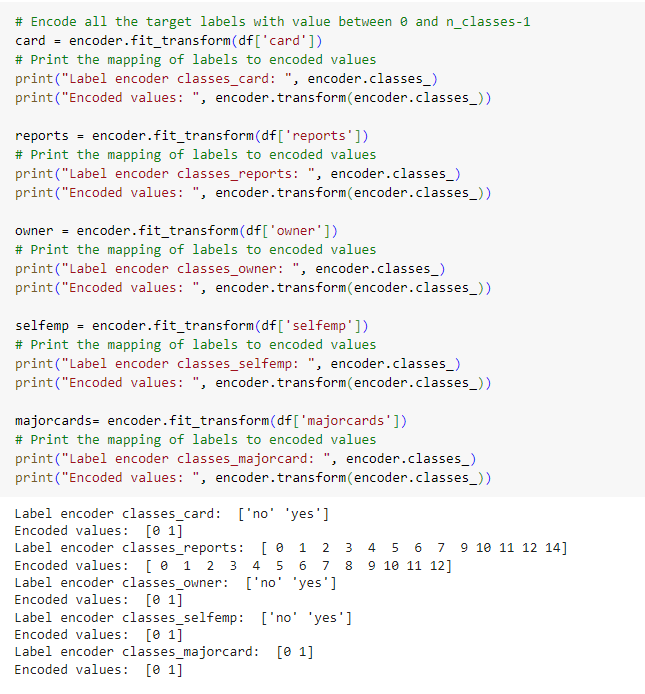 # Encode all the target labels with value between 0 and n_classes-1
card = encoder.fit_transform(df['card'])
# Print the mapping of labels to encoded values
print("Label encoder classes_card: ", encoder.classes_)
print("Encoded values: ", encoder.transform(encoder.classes_))

reports = encoder.fit_transform(df['reports'])
# Print the mapping of labels to encoded values
print("Label encoder classes_reports: ", encoder.classes_)
print("Encoded values: ", encoder.transform(encoder.classes_))

owner = encoder.fit_transform(df['owner'])
# Print the mapping of labels to encoded values
print("Label encoder classes_owner: ", encoder.classes_)
print("Encoded values: ", encoder.transform(encoder.classes_))

selfemp = encoder.fit_transform(df['selfemp'])
# Print the mapping of labels to encoded values
print("Label encoder classes_selfemp: ", encoder.classes_)
print("Encoded values: ", encoder.transform(encoder.classes_))

majorcards= encoder.fit_transform(df['majorcards'])
# Print the mapping of labels to encoded values
print("Label encoder classes_majorcard: ", encoder.classes_)
print("Encoded values: ", encoder.transform(encoder.classes_))

Label encoder classes_card:  ['no' 'yes']
Encoded values:  [0 1]
Label encoder classes_reports:  [ 0  1  2  3  4  5  6  7  9 10 11 12 14]
Encoded values:  [ 0  1  2  3  4  5  6  7  8  9 10 11 12]
Label encoder classes_owner:  ['no' 'yes']
Encoded values:  [0 1]
Label encoder classes_selfemp:  ['no' 'yes']
Encoded values:  [0 1]
Label encoder classes_majorcard:  [0 1]
Encoded values:  [0 1]